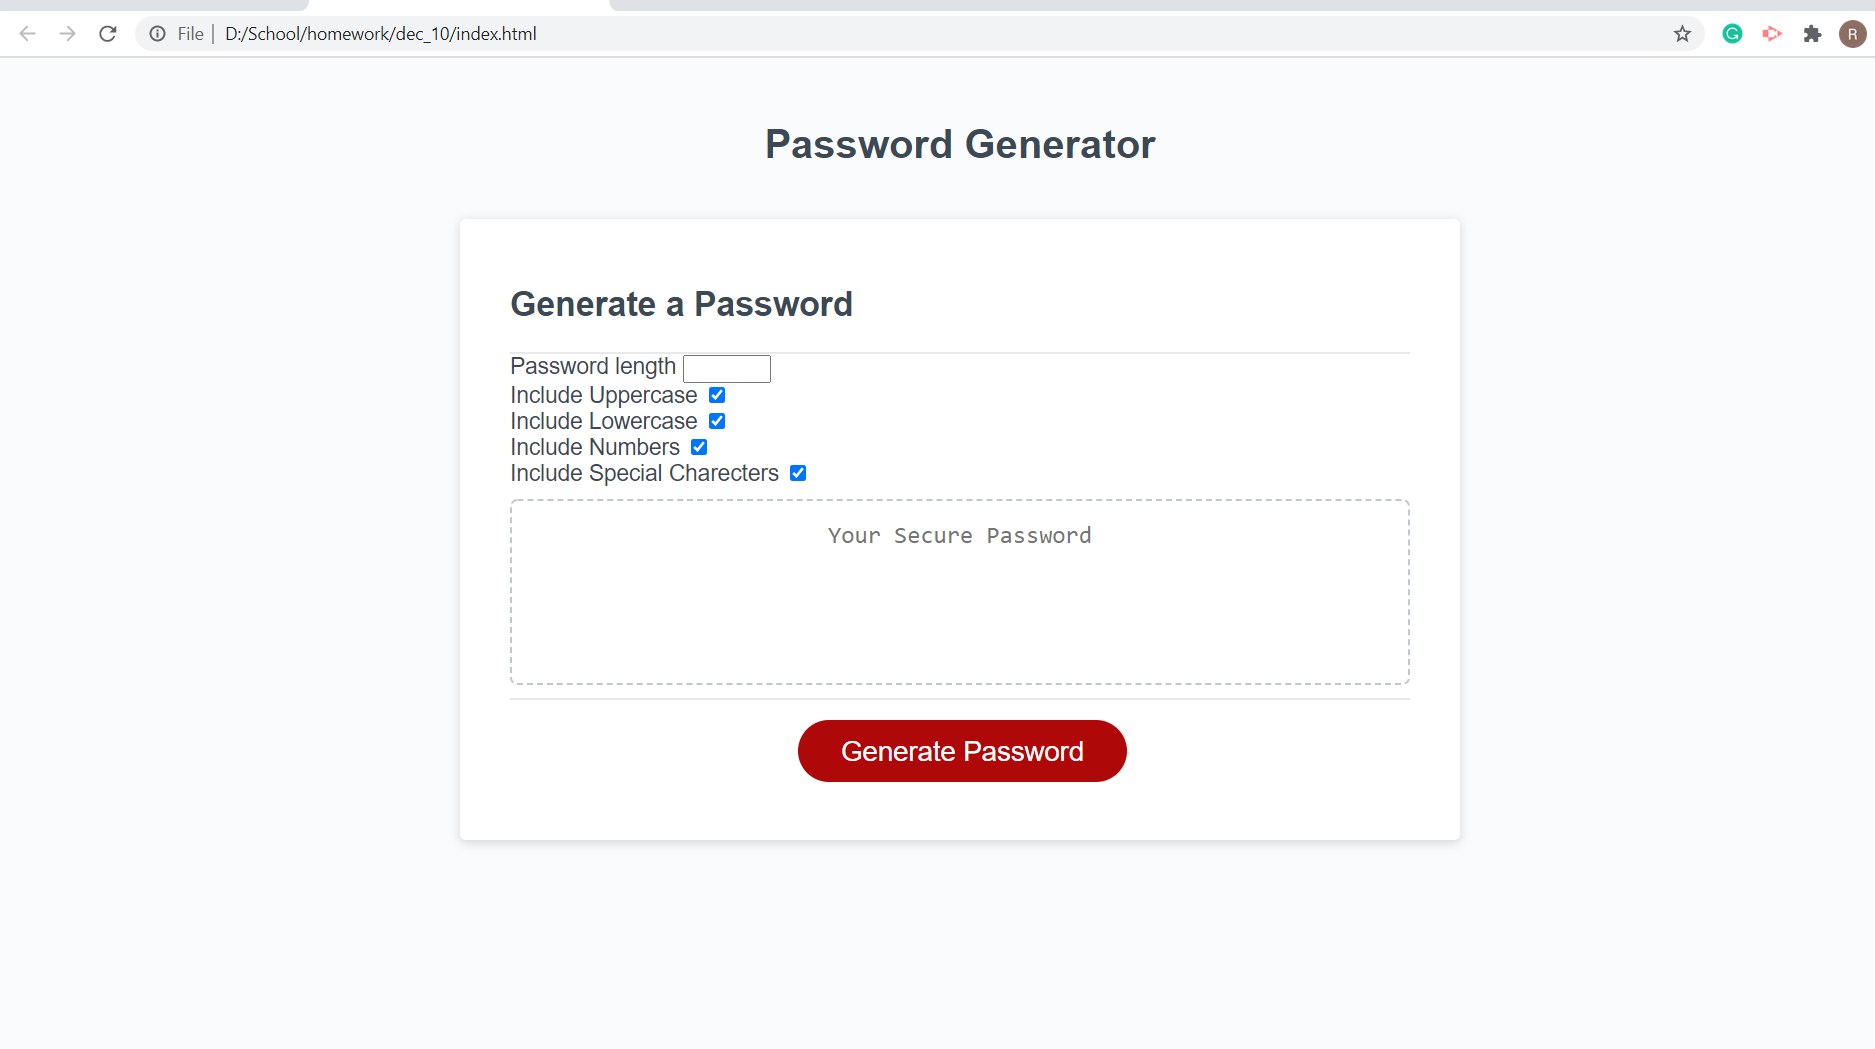 File | D:/School/homework/dec_10/index.html
R
Password Generator
Generate a Password
Password length
Include Uppercase
Include Lowercase
Include Numbers
Include Special Charecters
Your Secure Password
Generate Password